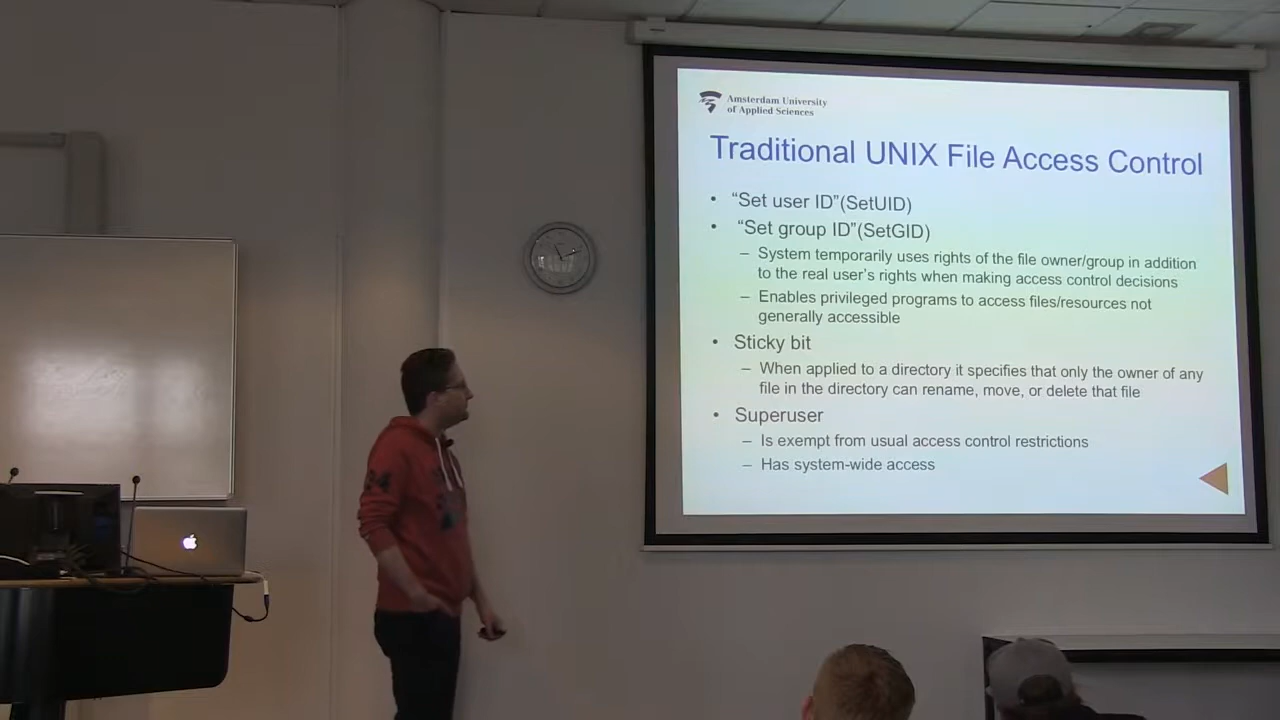 Amsterdam University
of Applied Sciences
Traditional UNIX File Access Control
• “Set user ID”(SetUID)
• “Set group ID”(SetGID)
– System temporarily uses rights of the file owner/group in addition
to the real user’s rights when making access control decisions
– Enables privileged programs to access files/resources not
generally accessible
• Sticky bit
– When applied to a directory it specifies that only the owner of any
file in the directory can rename, move, or delete that file
• Superuser
– Is exempt from usual access control restrictions
– Has system-wide access